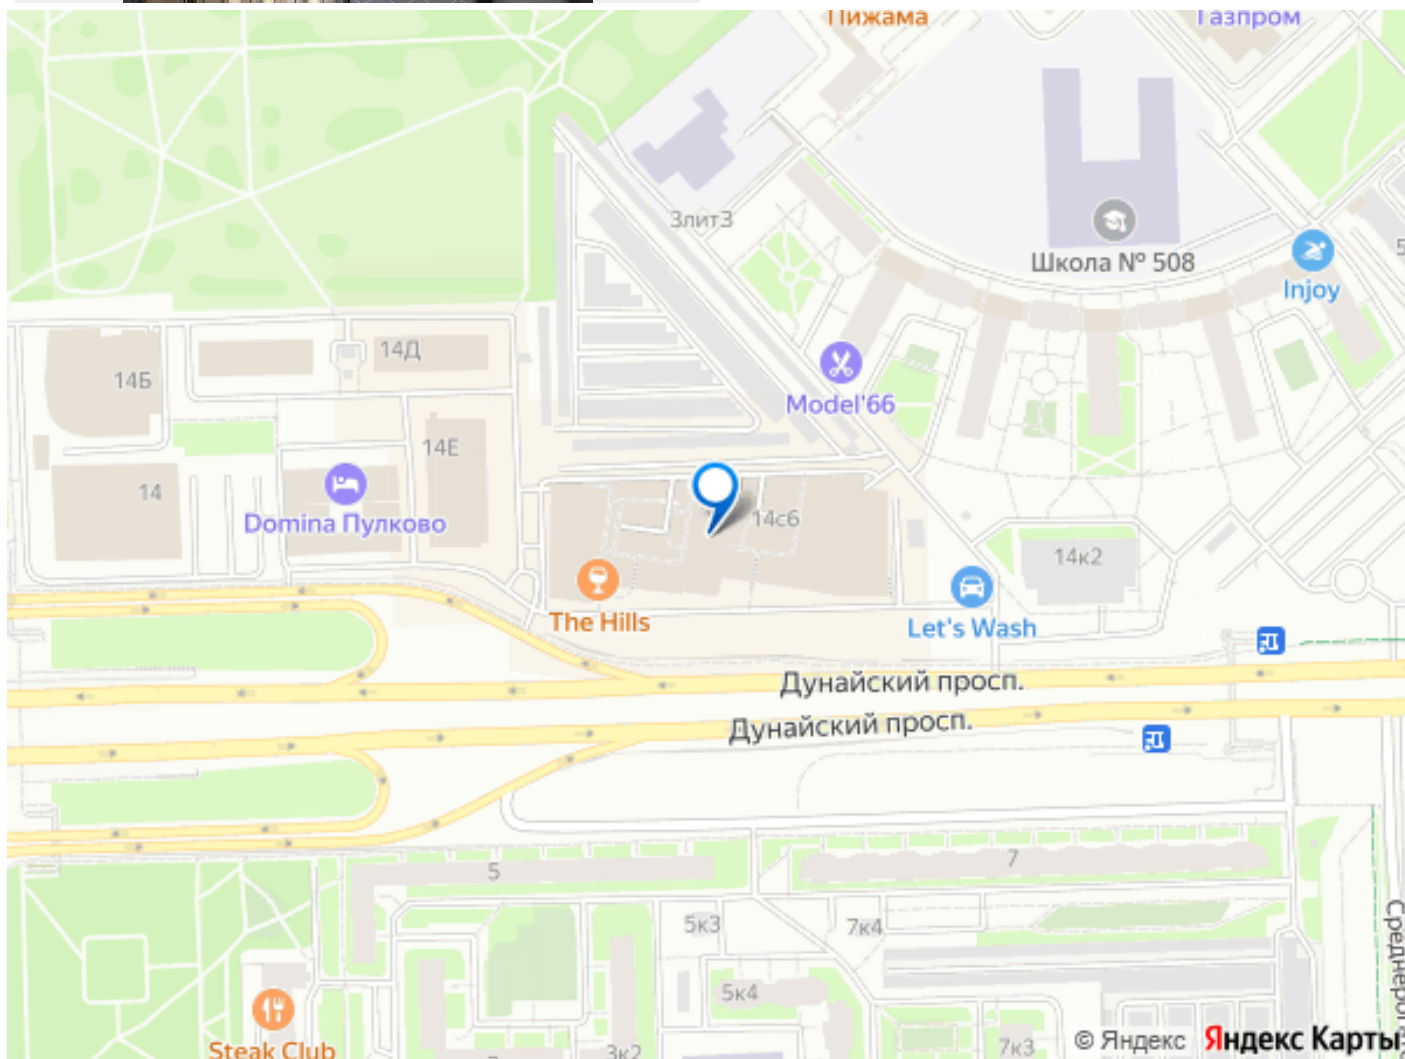 Пижама
Газпром
3лит3
Школа № 508
Injoy
14Д
14Б
Model'66
14Е
14
Domina Пулково
14с6
14к2
The Hills
Let's Wash
Дунайский просп.
Дунайский просп.
5
7
5к3
7к4
5к4
Steak Club
3к2
7к3
© Яндекс Яндекс Карты